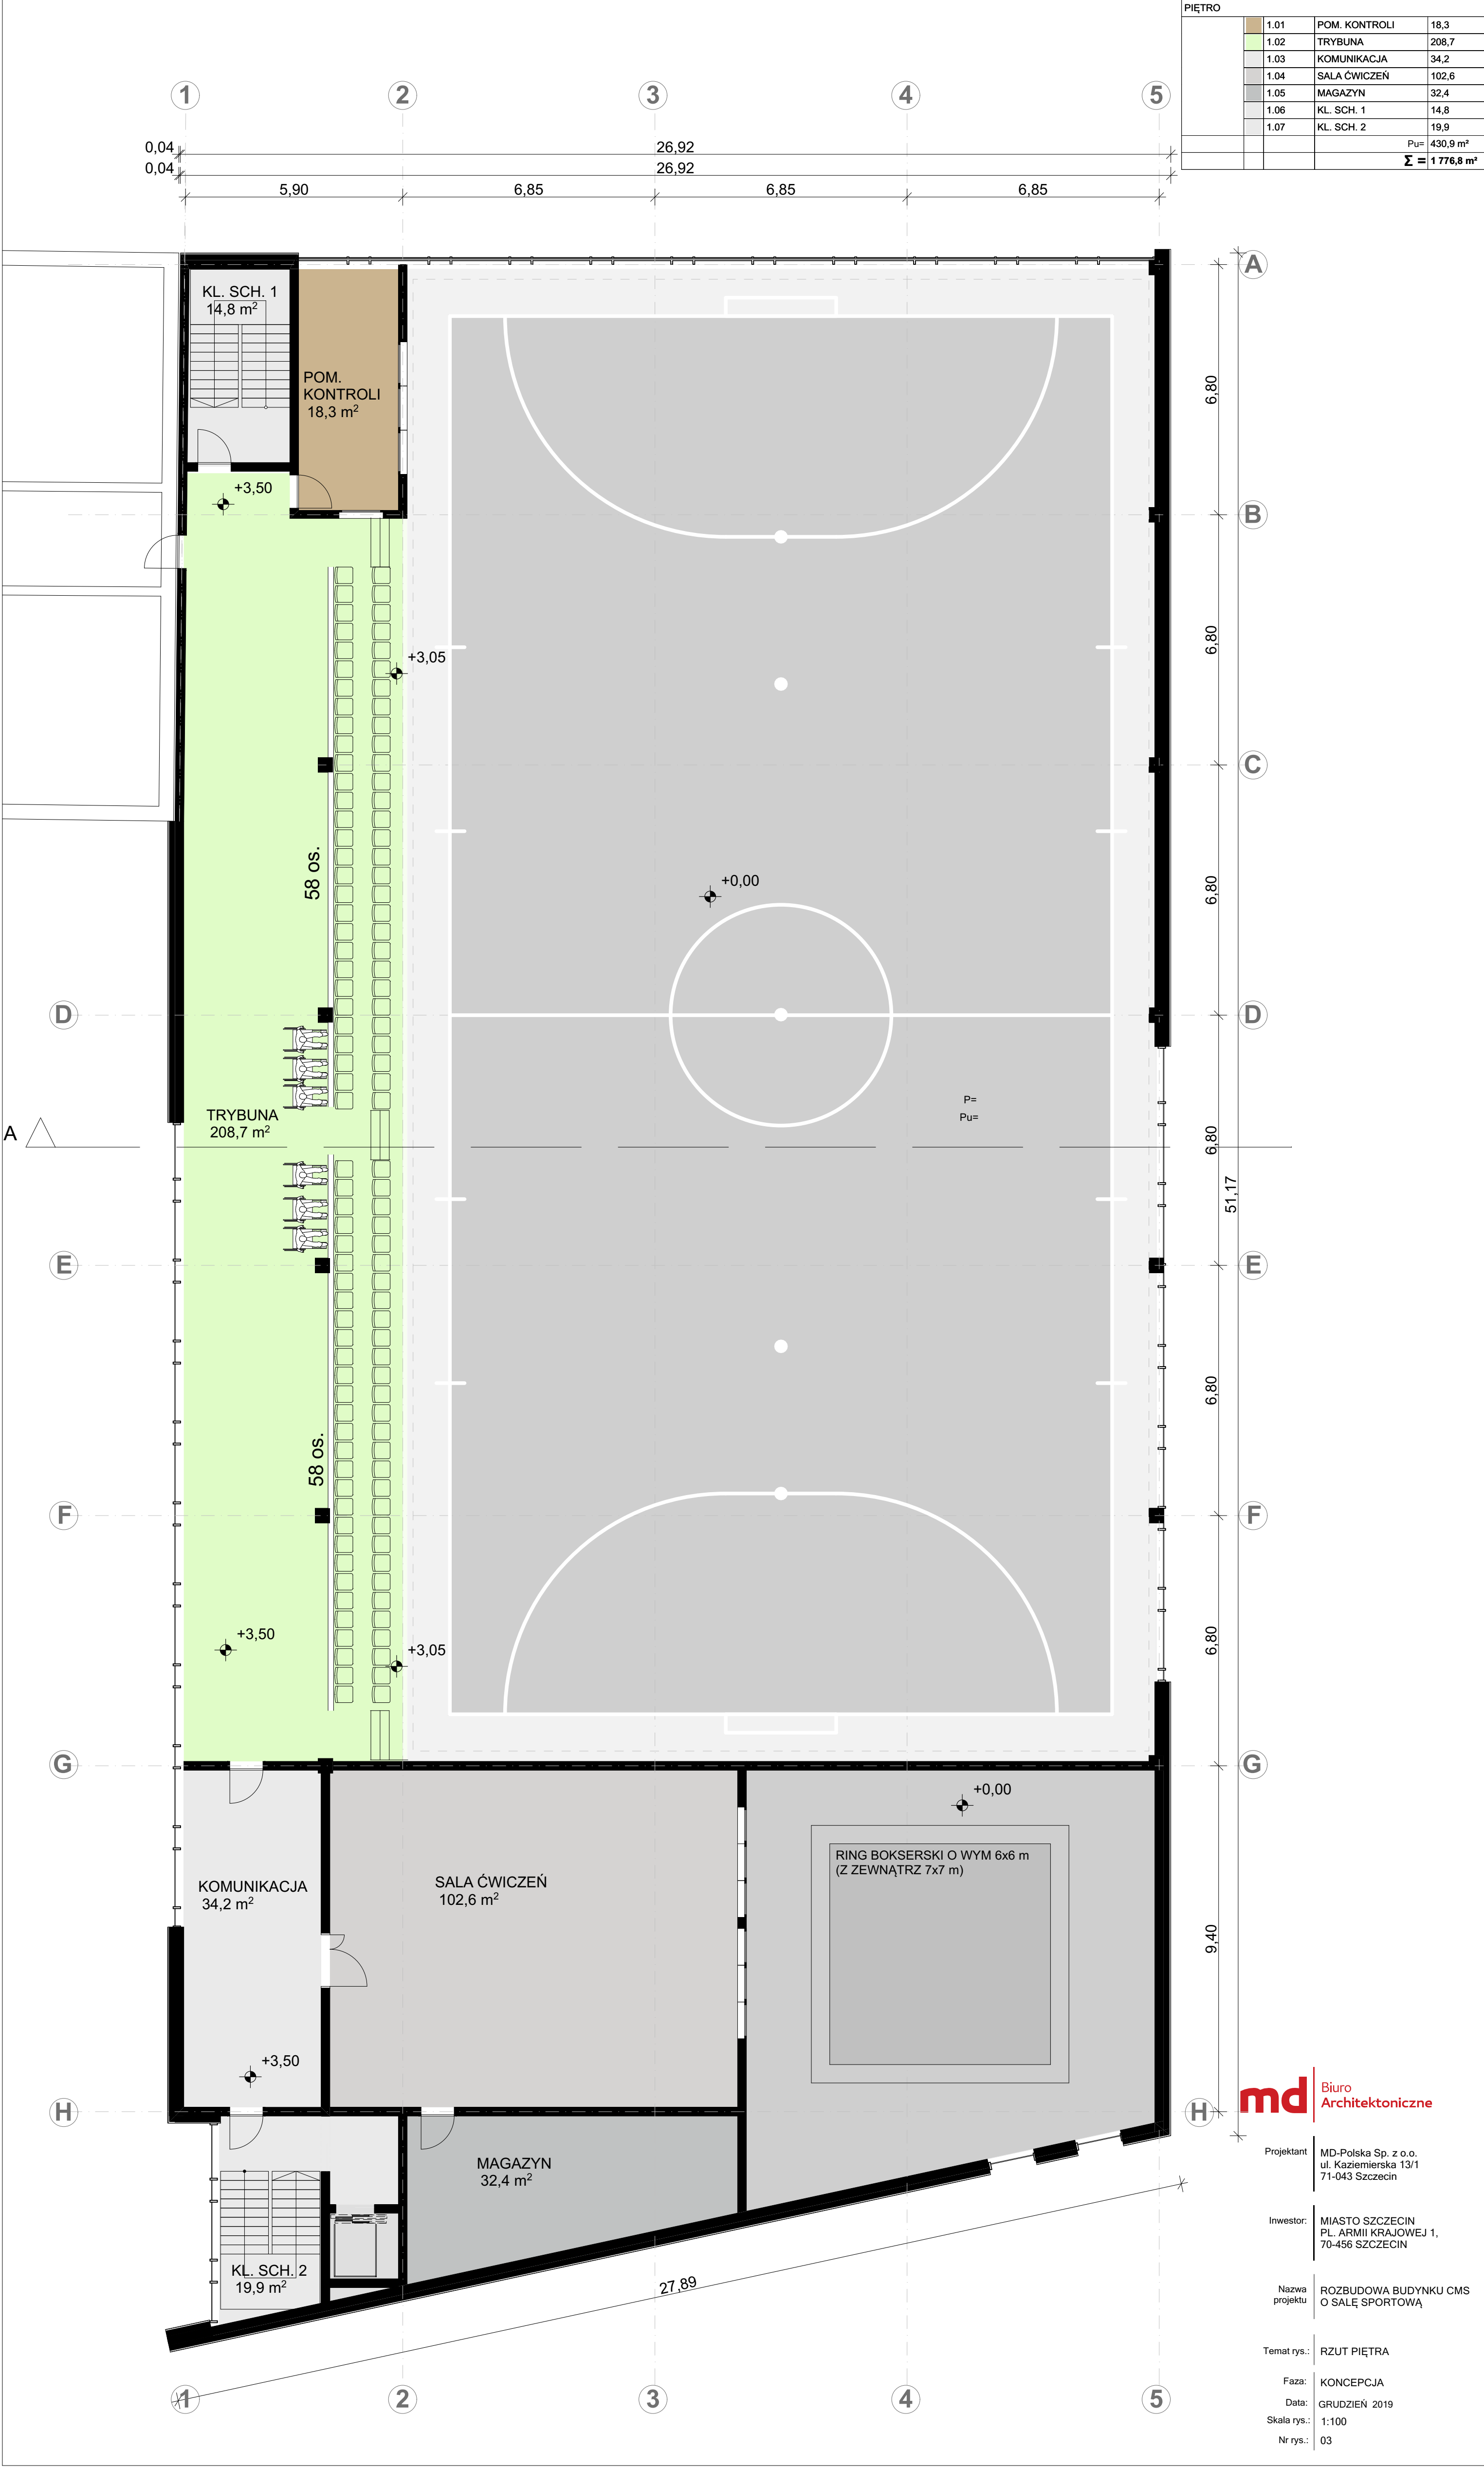 PIĘTRO
1.01 POM. KONTROLI 18,3
1.02 TRYBUNA 208,7
1.03 KOMUNIKACJA 34,2
1.04 SALA ĆWICZEŃ 102,6
1.05 MAGAZYN 32,4
1.06 KL. SCH. 1 14,8
1.07 KL. SCH. 2 19,9
Pu= 430,9 m²
Σ = 1 776,8 m²
1 2 3 4 5
0,04 26,92
0,04 26,92
5,90 6,85 6,85 6,85
A
KL. SCH. 1
14,8 m²
POM.
KONTROLI
18,3 m²
6,80
+3,50
B
6,80
+3,05
C
58 os.
+0,00
6,80
D D
P=
Pu=
TRYBUNA
208,7 m²
A
6,80
51,17
E E
6,80
58 os.
F F
+3,50
+3,05
6,80
G G
+0,00
RING BOKSERSKI O WYM 6x6 m
(Z ZEWNĄTRZ 7x7 m)
KOMUNIKACJA
34,2 m²
SALA ĆWICZEŃ
102,6 m²
9,40
+3,50
H H
MAGAZYN
32,4 m²
KL. SCH. 2
19,9 m²
27,89
1 2 3 4 5
md Biuro
Architektoniczne
Projektant MD-Polska Sp. z o.o.
ul. Kaziemierska 13/1
71-043 Szczecin
Inwestor: MIASTO SZCZECIN
PL. ARMII KRAJOWEJ 1,
70-456 SZCZECIN
Nazwa projektu ROZBUDOWA BUDYNKU CMS
O SALĘ SPORTOWĄ
Temat rys.: RZUT PIĘTRA
Faza: KONCEPCJA
Data: GRUDZIEŃ 2019
Skala rys.: 1:100
Nr rys.: 03